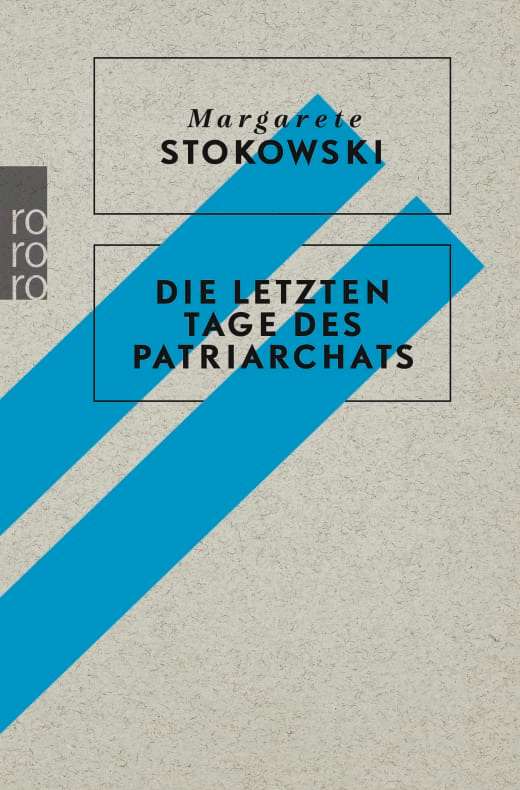 Margarete
STOKOWSKI
ro
ro
ro
DIE LETZTEN
TAGE DES
PATRIARCHATS